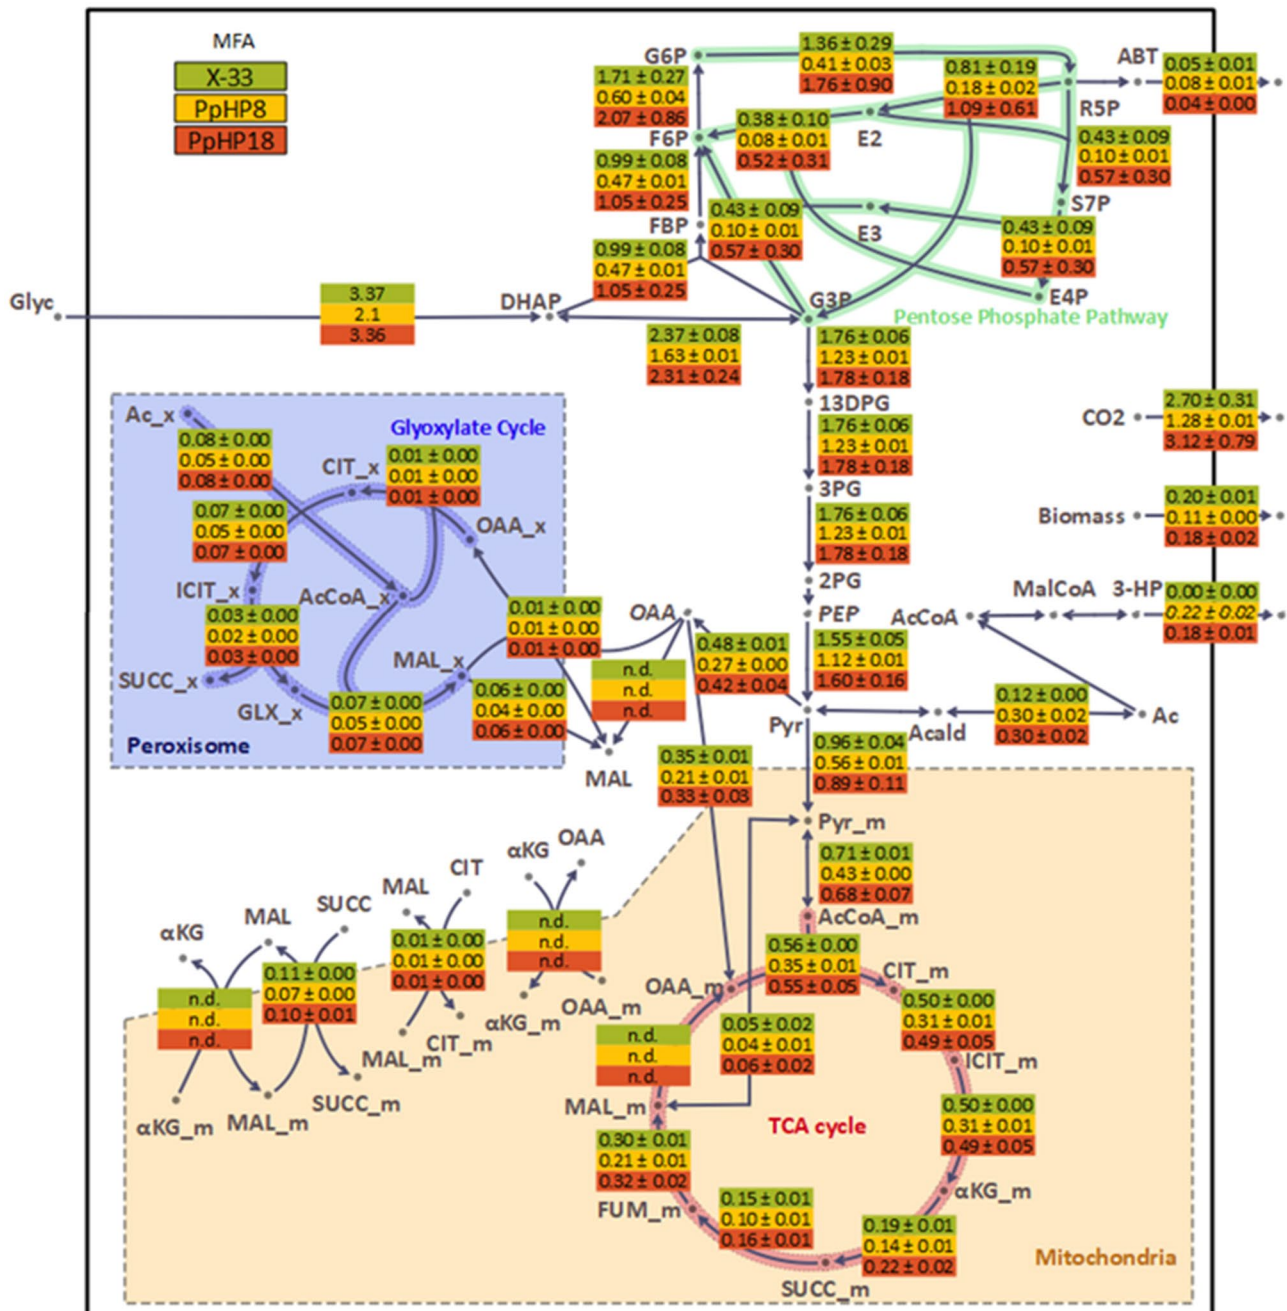 MFA
X-33
PpHP8
PpHP18
G6P
1.36 ± 0.29
0.41 ± 0.03
1.76 ± 0.90
0.81 ± 0.19
0.18 ± 0.02
1.09 ± 0.61
ABT
0.05 ± 0.01
0.08 ± 0.01
0.04 ± 0.00
1.71 ± 0.27
0.60 ± 0.04
2.07 ± 0.86
R5P
F6P
0.38 ± 0.10
0.08 ± 0.01
0.52 ± 0.31
E2
0.43 ± 0.09
0.10 ± 0.01
0.57 ± 0.30
0.99 ± 0.08
0.47 ± 0.01
1.05 ± 0.25
FBP
0.43 ± 0.09
0.10 ± 0.01
0.57 ± 0.30
E3
S7P
0.43 ± 0.09
0.10 ± 0.01
0.57 ± 0.30
0.99 ± 0.08
0.47 ± 0.01
1.05 ± 0.25
Glyc
3.37
2.1
3.36
DHAP
G3P
E4P
Pentose Phosphate Pathway
2.37 ± 0.08
1.63 ± 0.01
2.31 ± 0.24
1.76 ± 0.06
1.23 ± 0.01
1.78 ± 0.18
13DPG
1.76 ± 0.06
1.23 ± 0.01
1.78 ± 0.18
3PG
1.76 ± 0.06
1.23 ± 0.01
1.78 ± 0.18
2PG
PEP
CO2
2.70 ± 0.31
1.28 ± 0.01
3.12 ± 0.79
Biomass
0.20 ± 0.01
0.11 ± 0.00
0.18 ± 0.02
AcCoA
MalCoA
3-HP
0.00 ± 0.00
0.22 ± 0.02
0.18 ± 0.01
Ac_x
Glyoxylate Cycle
0.08 ± 0.00
0.05 ± 0.00
0.08 ± 0.00
CIT_x
0.01 ± 0.00
0.01 ± 0.00
0.01 ± 0.00
0.07 ± 0.00
0.05 ± 0.00
0.07 ± 0.00
OAA_x
ICIT_x
AcCoA_x
0.03 ± 0.00
0.02 ± 0.00
0.03 ± 0.00
0.01 ± 0.00
0.01 ± 0.00
0.01 ± 0.00
OAA
SUCC_x
MAL_x
GLX_x
0.07 ± 0.00
0.05 ± 0.00
0.07 ± 0.00
0.06 ± 0.00
0.04 ± 0.00
0.06 ± 0.00
Peroxisome
n.d.
n.d.
n.d.
0.48 ± 0.01
0.27 ± 0.00
0.42 ± 0.04
1.55 ± 0.05
1.12 ± 0.01
1.60 ± 0.16
Pyr
Acald
0.12 ± 0.00
0.30 ± 0.02
0.30 ± 0.02
Ac
MAL
0.35 ± 0.01
0.21 ± 0.01
0.33 ± 0.03
0.96 ± 0.04
0.56 ± 0.01
0.89 ± 0.11
Pyr_m
0.71 ± 0.01
0.43 ± 0.00
0.68 ± 0.07
AcCoA_m
αKG
MAL
SUCC
MAL
CIT
αKG
OAA
n.d.
n.d.
n.d.
0.11 ± 0.00
0.07 ± 0.00
0.10 ± 0.01
0.01 ± 0.00
0.01 ± 0.00
0.01 ± 0.00
n.d.
n.d.
n.d.
αKG_m
MAL_m
SUCC_m
MAL_m
CIT_m
αKG_m
OAA_m
OAA_m
0.56 ± 0.00
0.35 ± 0.01
0.55 ± 0.05
CIT_m
0.50 ± 0.00
0.31 ± 0.01
0.49 ± 0.05
ICIT_m
n.d.
n.d.
n.d.
0.05 ± 0.02
0.04 ± 0.01
0.06 ± 0.02
MAL_m
TCA cycle
0.50 ± 0.00
0.31 ± 0.01
0.49 ± 0.05
0.30 ± 0.01
0.21 ± 0.01
0.32 ± 0.02
αKG_m
FUM_m
0.15 ± 0.01
0.10 ± 0.01
0.16 ± 0.01
0.19 ± 0.01
0.14 ± 0.01
0.22 ± 0.02
SUCC_m
Mitochondria